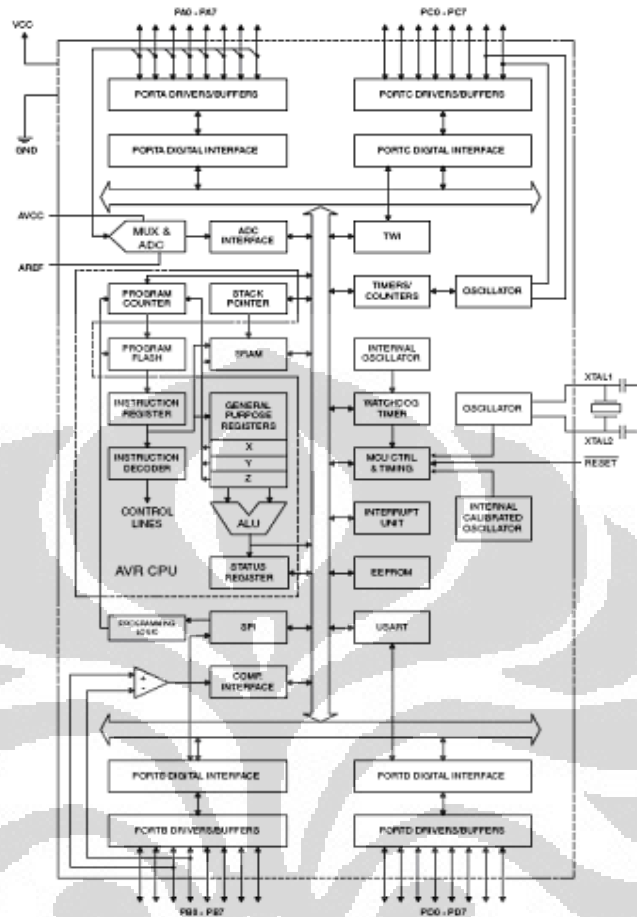 PA0 - PA7
PC0 - PC7
VCC
PORTA DRIVERS/BUFFERS
PORTC DRIVERS/BUFFERS
GND
PORTA DIGITAL INTERFACE
PORTC DIGITAL INTERFACE
AVCC
MUX &
ADC
ADC
INTERFACE
TWI
AREF
PROGRAM
COUNTER
STACK
POINTER
TIMERS/
COUNTERS
OSCILLATOR
PROGRAM
FLASH
SRAM
INTERNAL
OSCILLATOR
XTAL1
INSTRUCTION
REGISTER
GENERAL
PURPOSE
REGISTERS
WATCHDOG
TIMER
OSCILLATOR
XTAL2
X
INSTRUCTION
DECODER
Y
MCU CTRL
& TIMING
RESET
Z
CONTROL
LINES
ALU
INTERRUPT
UNIT
INTERNAL
CALIBRATED
OSCILLATOR
AVR CPU
STATUS
REGISTER
EEPROM
PROGRAMMING
LOGIC
SPI
USART
+
-
COMP.
INTERFACE
PORTB DIGITAL INTERFACE
PORTD DIGITAL INTERFACE
PORTB DRIVERS/BUFFERS
PORTD DRIVERS/BUFFERS
PB0 - PB7
PD0 - PD7